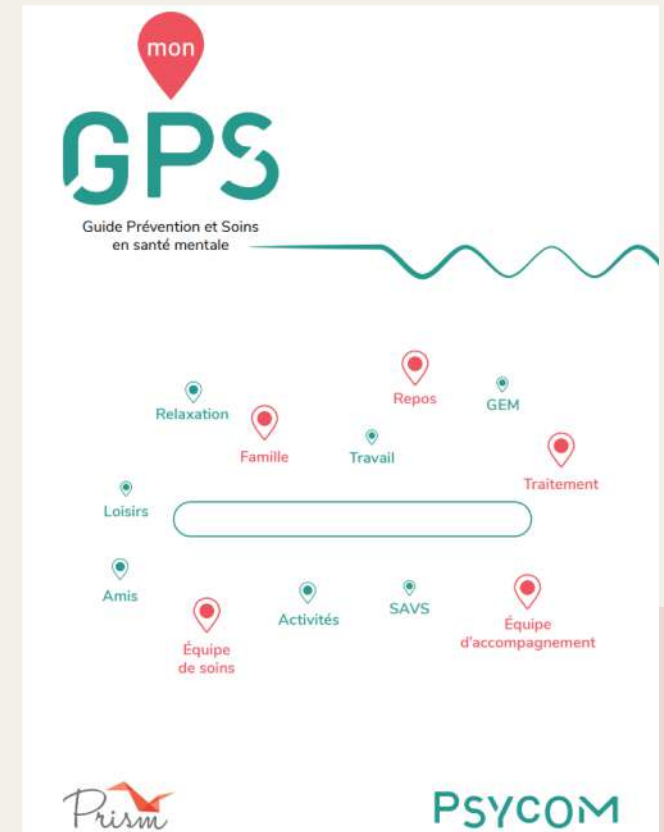 mon
GPS
Guide Prévention et Soins
en santé mentale
Repos
GEM
Relaxation
Famille
Travail
Traitement
Loisirs
Amis
Équipe
de soins
Activités
SAVS
Équipe
d'accompagnement
Prism
PSYCOM